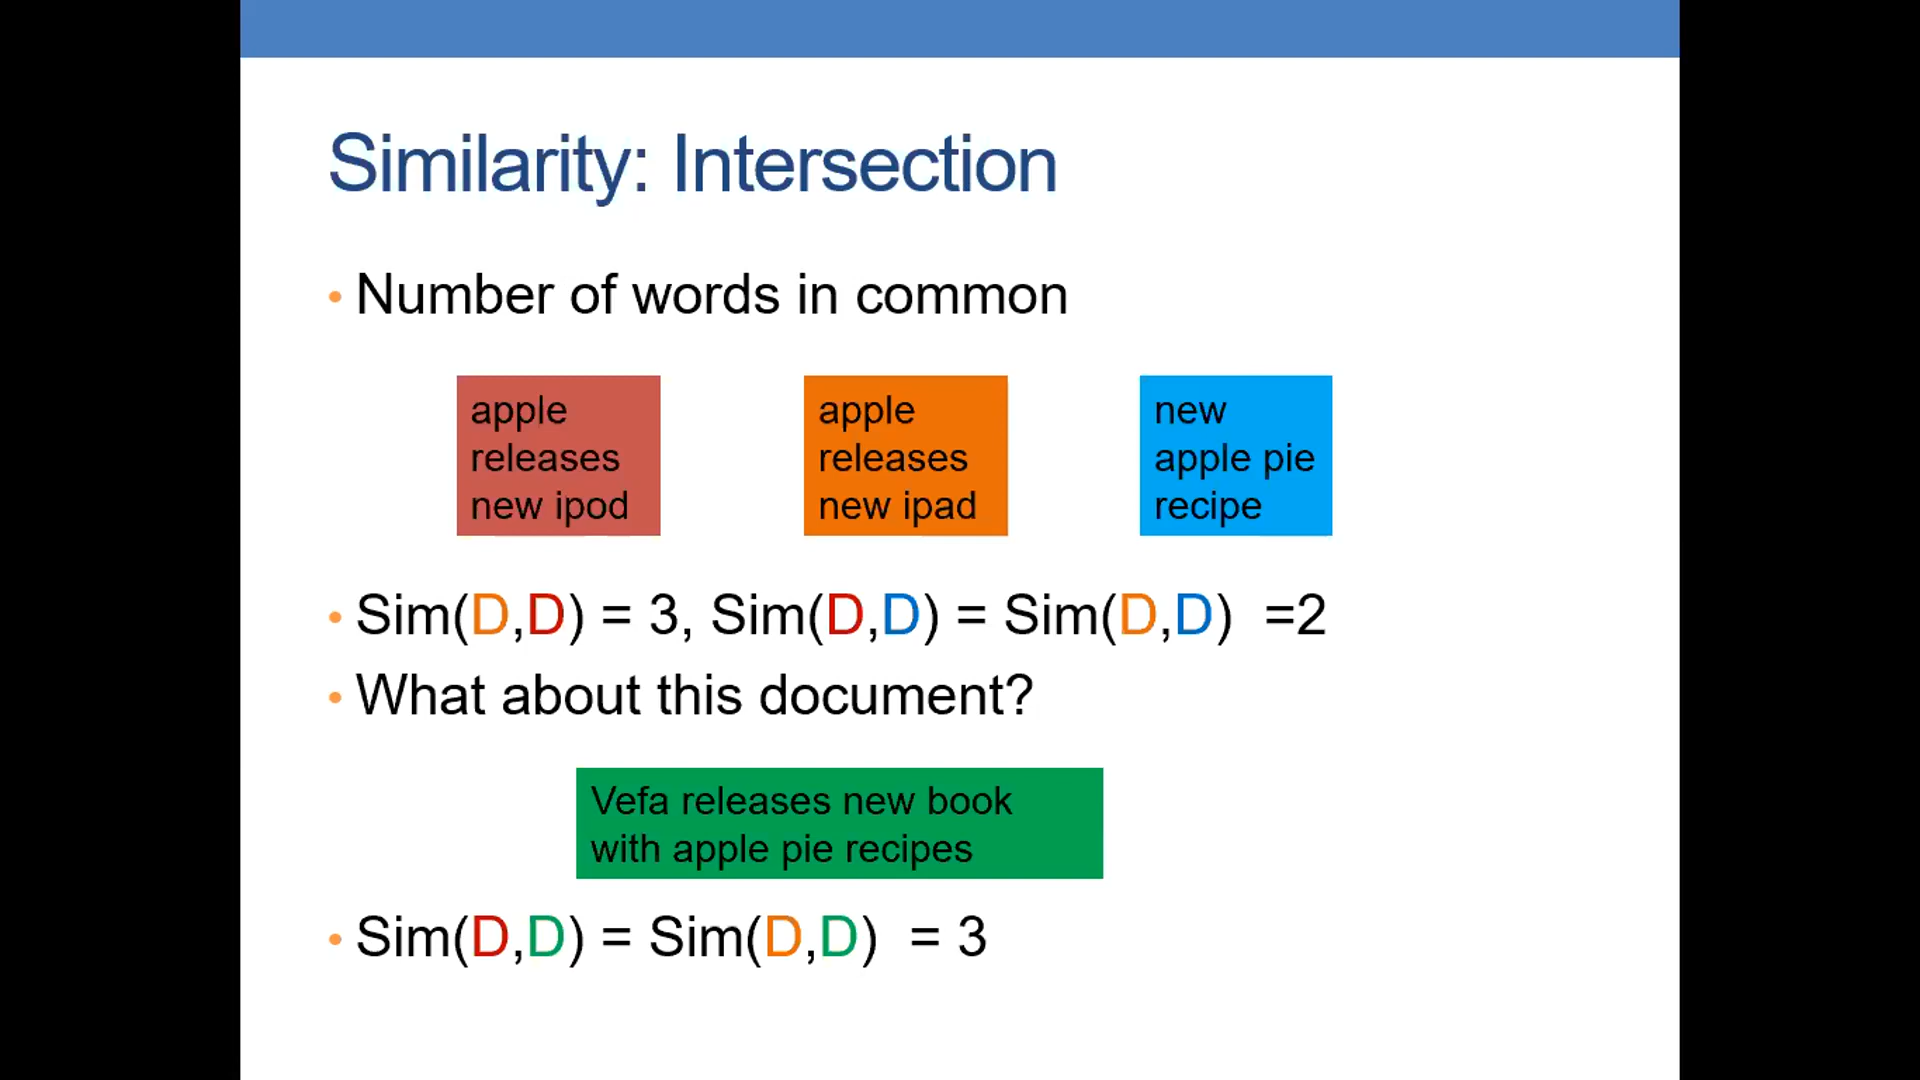 Similarity: Intersection
• Number of words in common
apple
releases
new ipod
apple
releases
new ipad
new
apple pie
recipe
• Sim(D,D) = 3, Sim(D,D) = Sim(D,D) =2
• What about this document?
Vefa releases new book
with apple pie recipes
• Sim(D,D) = Sim(D,D) = 3